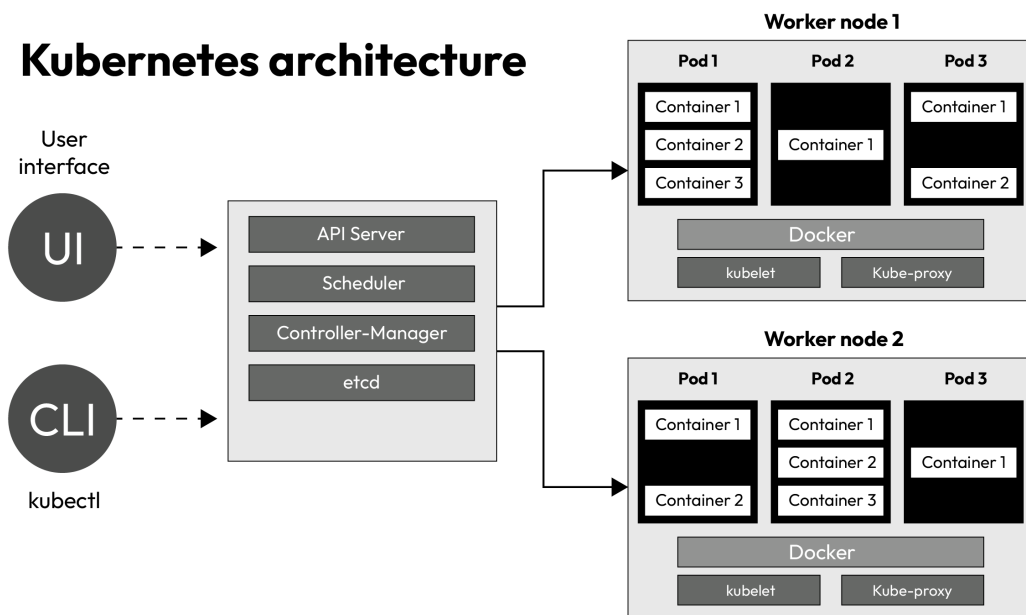 Kubernetes architecture
User
interface
UI
CLI
kubectl
API Server
Scheduler
Controller-Manager
etcd
Worker node 1
Pod 1
Pod 2
Pod 3
Container 1
Container 2
Container 3
Container 1
Container 1
Container 2
Docker
kubelet
Kube-proxy
Worker node 2
Pod 1
Pod 2
Pod 3
Container 1
Container 2
Container 1
Container 2
Container 3
Container 1
Docker
kubelet
Kube-proxy